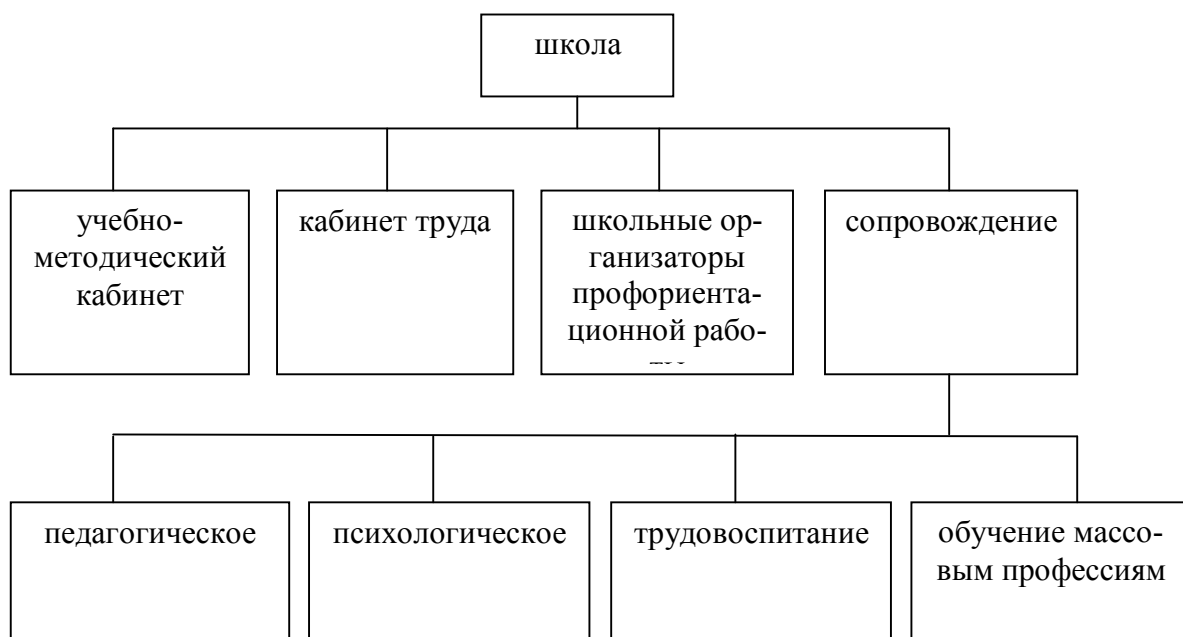 школа
учебно-
методический
кабинет
кабинет труда
школьные ор-
ганизаторы
профориента-
ционной рабо-
сопровождение
педагогическое
психологическое
трудовоспитание
обучение массо-
вым профессиям